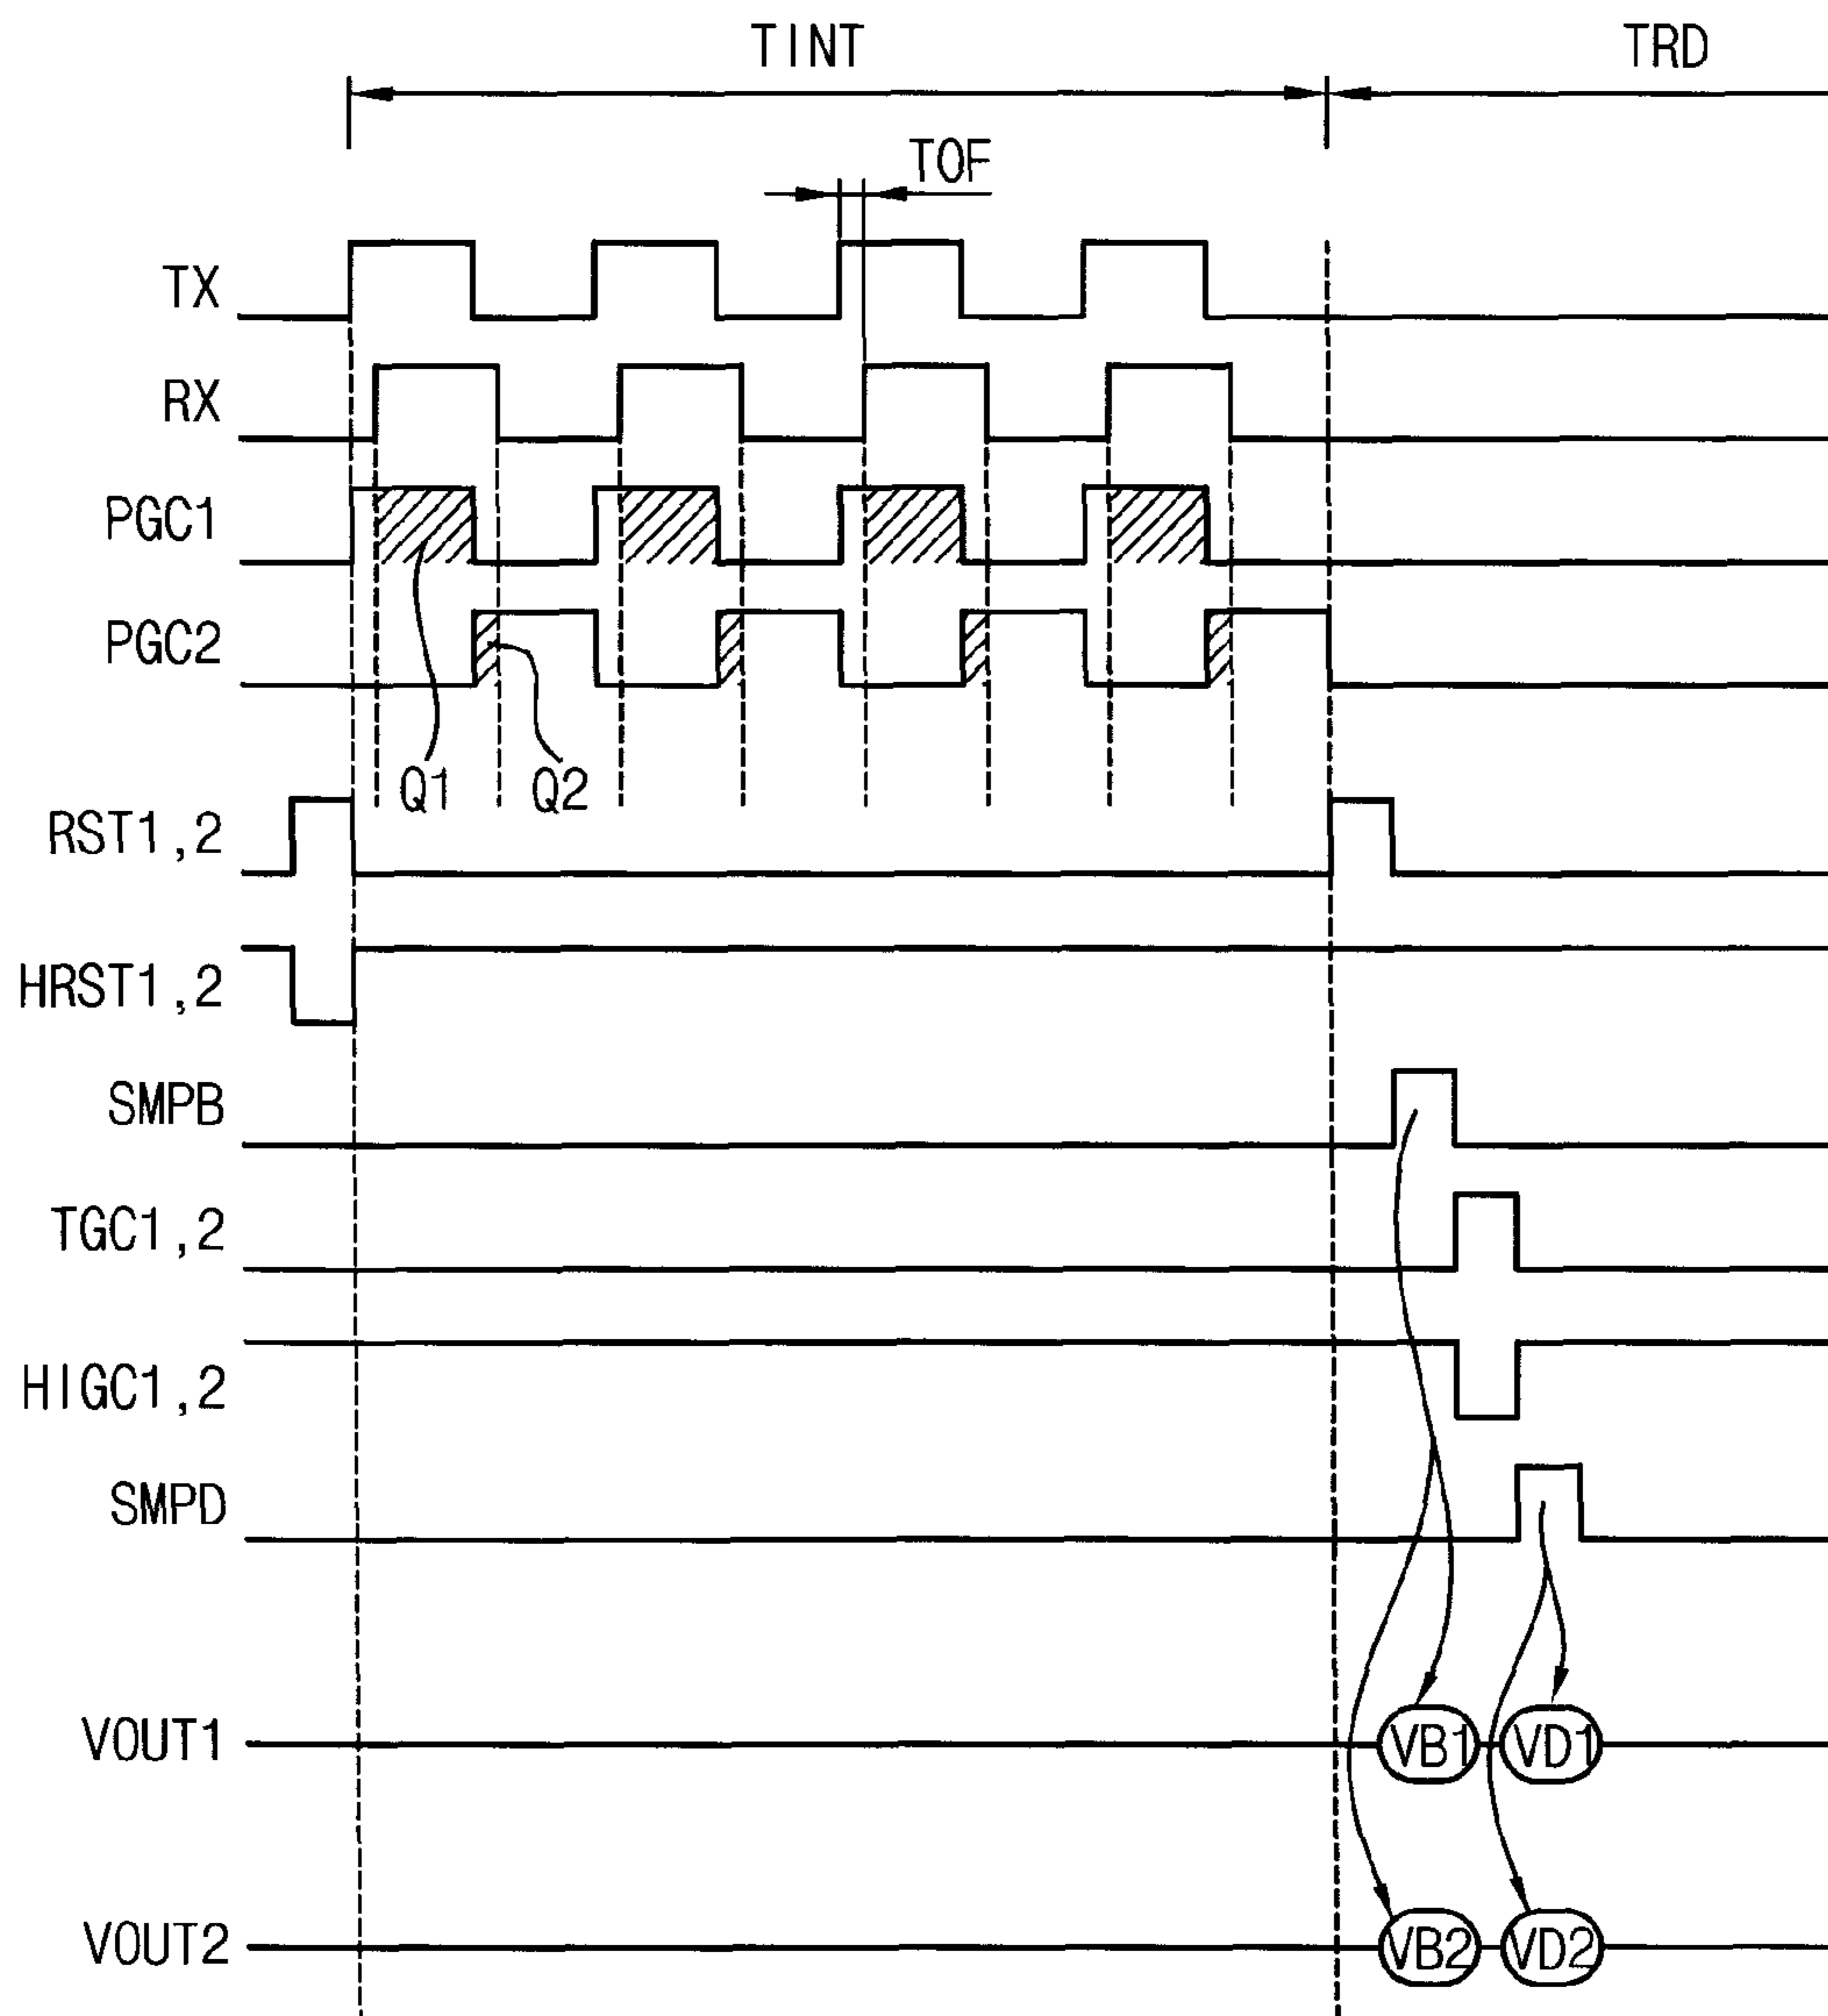 TINT TRD
TOF
TX
RX
PGC1
PGC2
Q1 Q2
RST1,2
HRST1,2
SMPB
TGC1,2
HIGC1,2
SMPD
VOUT1 VB1 VD1
VOUT2 VB2 VD2